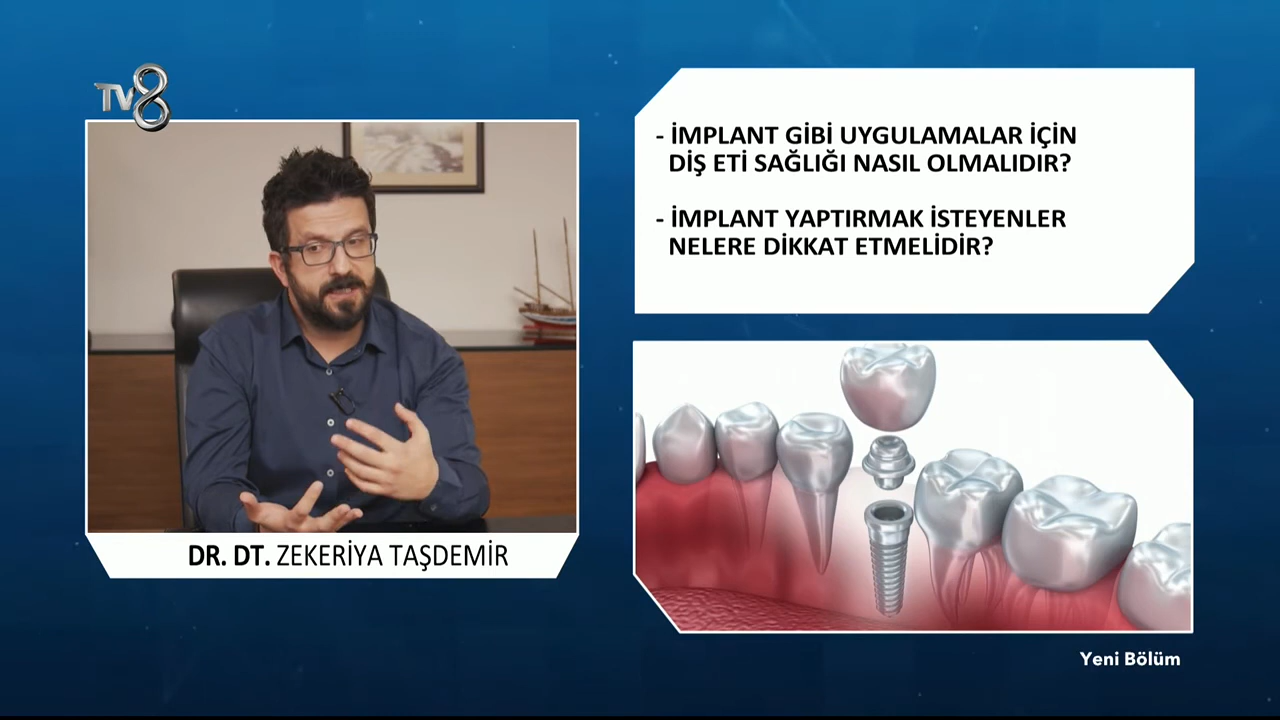 TV8
- İMPLANT GİBİ UYGULAMALAR İÇİN
DİŞ ETİ SAĞLIĞI NASIL OLMALIDIR?
- İMPLANT YAPTIRMAK İSTEYENLER
NELERE DİKKAT ETMELİDİR?
DR. DT. ZEKERİYA TAŞDEMİR
Yeni Bölüm